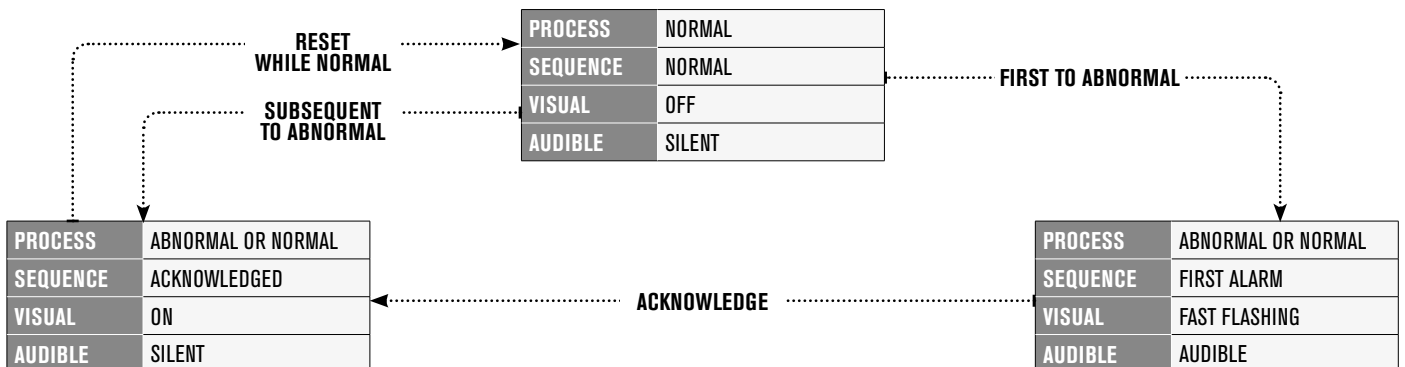 RESET
WHILE NORMAL
PROCESS NORMAL
SEQUENCE NORMAL
VISUAL OFF
AUDIBLE SILENT
FIRST TO ABNORMAL
SUBSEQUENT
TO ABNORMAL
PROCESS ABNORMAL OR NORMAL
SEQUENCE ACKNOWLEDGED
VISUAL ON
AUDIBLE SILENT
ACKNOWLEDGE
PROCESS ABNORMAL OR NORMAL
SEQUENCE FIRST ALARM
VISUAL FAST FLASHING
AUDIBLE AUDIBLE